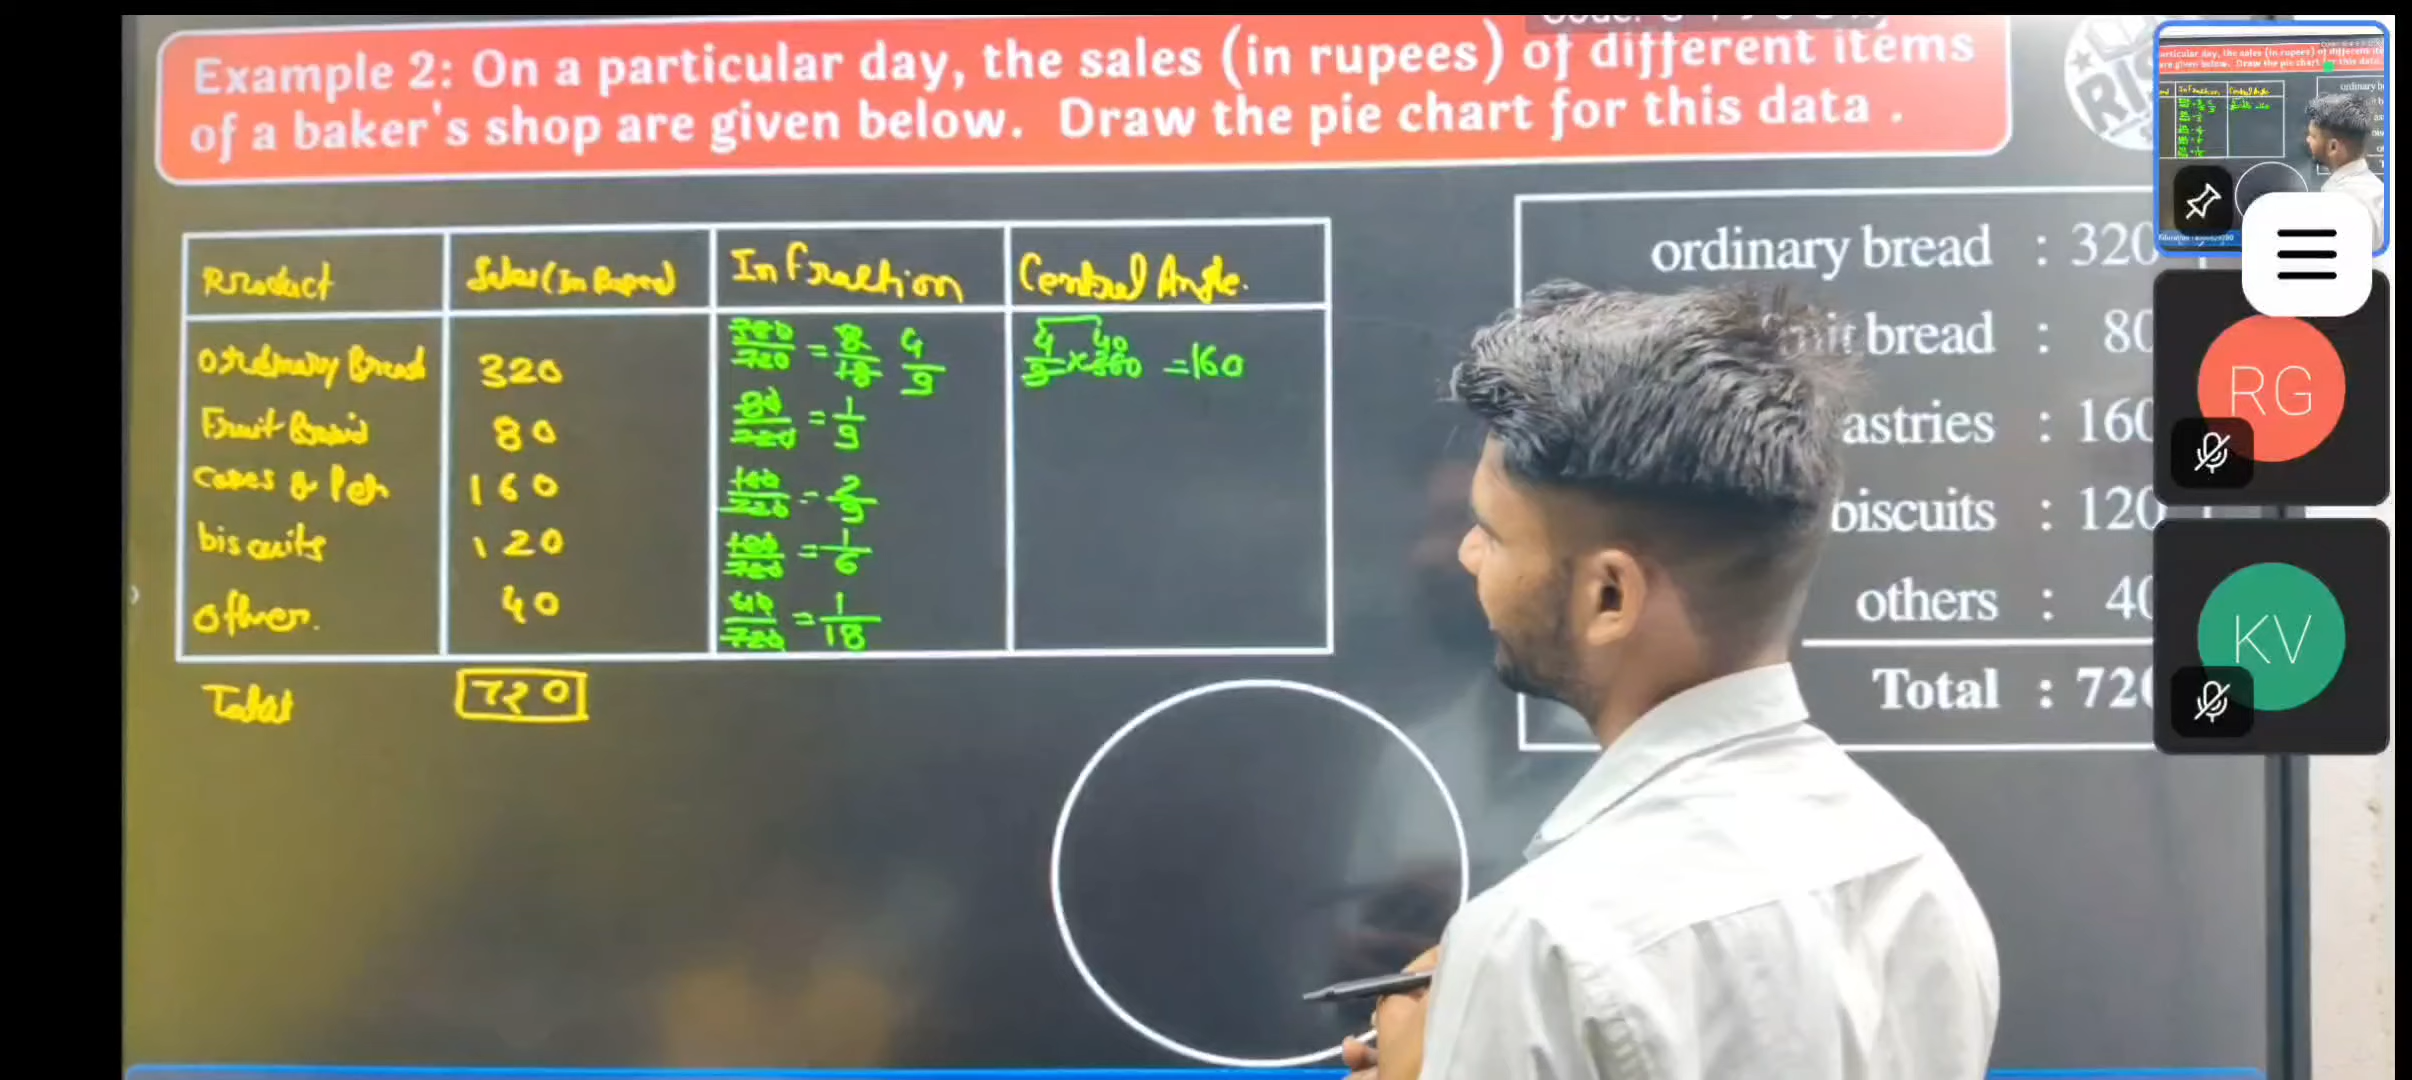 Example 2: On a particular day, the sales (in rupees) of different items
of a baker's shop are given below. Draw the pie chart for this data .
Product Sales (In Rupees) In Fraction Central Angle.
ordinary Bread 320 320/720 = 8/18 4/9 4/9 × 360 40 = 160
Fruit Bread 80 80/720 = 1/9
160 160/720 = 2/9
biscuits 120 120/720 = 1/6
other. 40 40/720 = 1/18
Total 720
ordinary bread : 320
bread : 80
astries : 160
biscuits : 120
others : 40
Total : 720
RG
KV